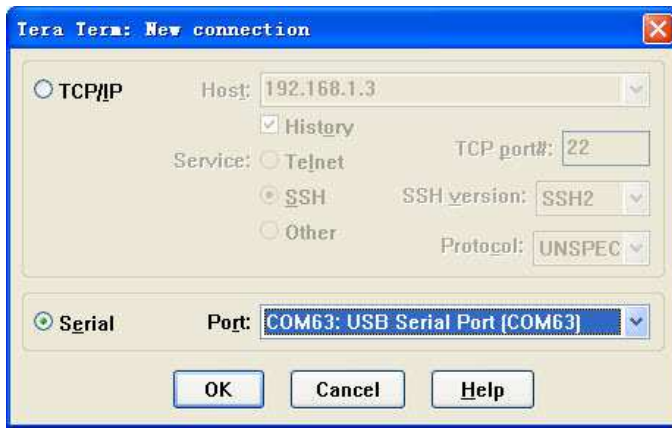 Tera Term: New connection
TCP/IP Host: 192.168.1.3
History
Service: Telnet TCP port#: 22
SSH SSH version: SSH2
Other Protocol: UNSPEC
Serial Port: COM63: USB Serial Port (COM63)
OK Cancel Help